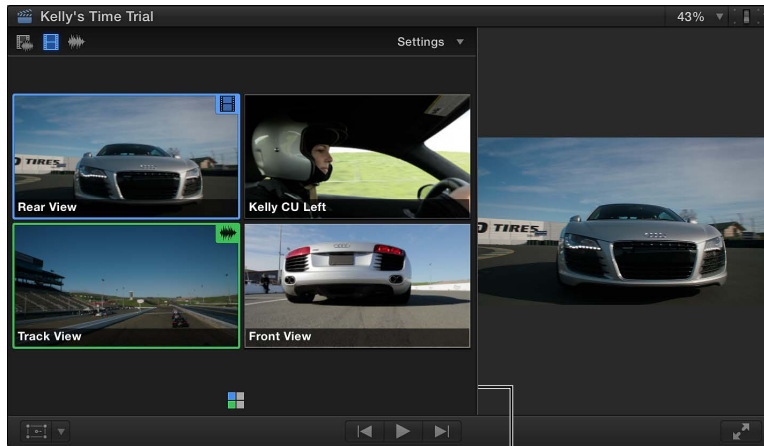 Kelly's Time Trial
43%
Settings
TIRES
Rear View
Kelly CU Left
Track View
Front View
TIRES